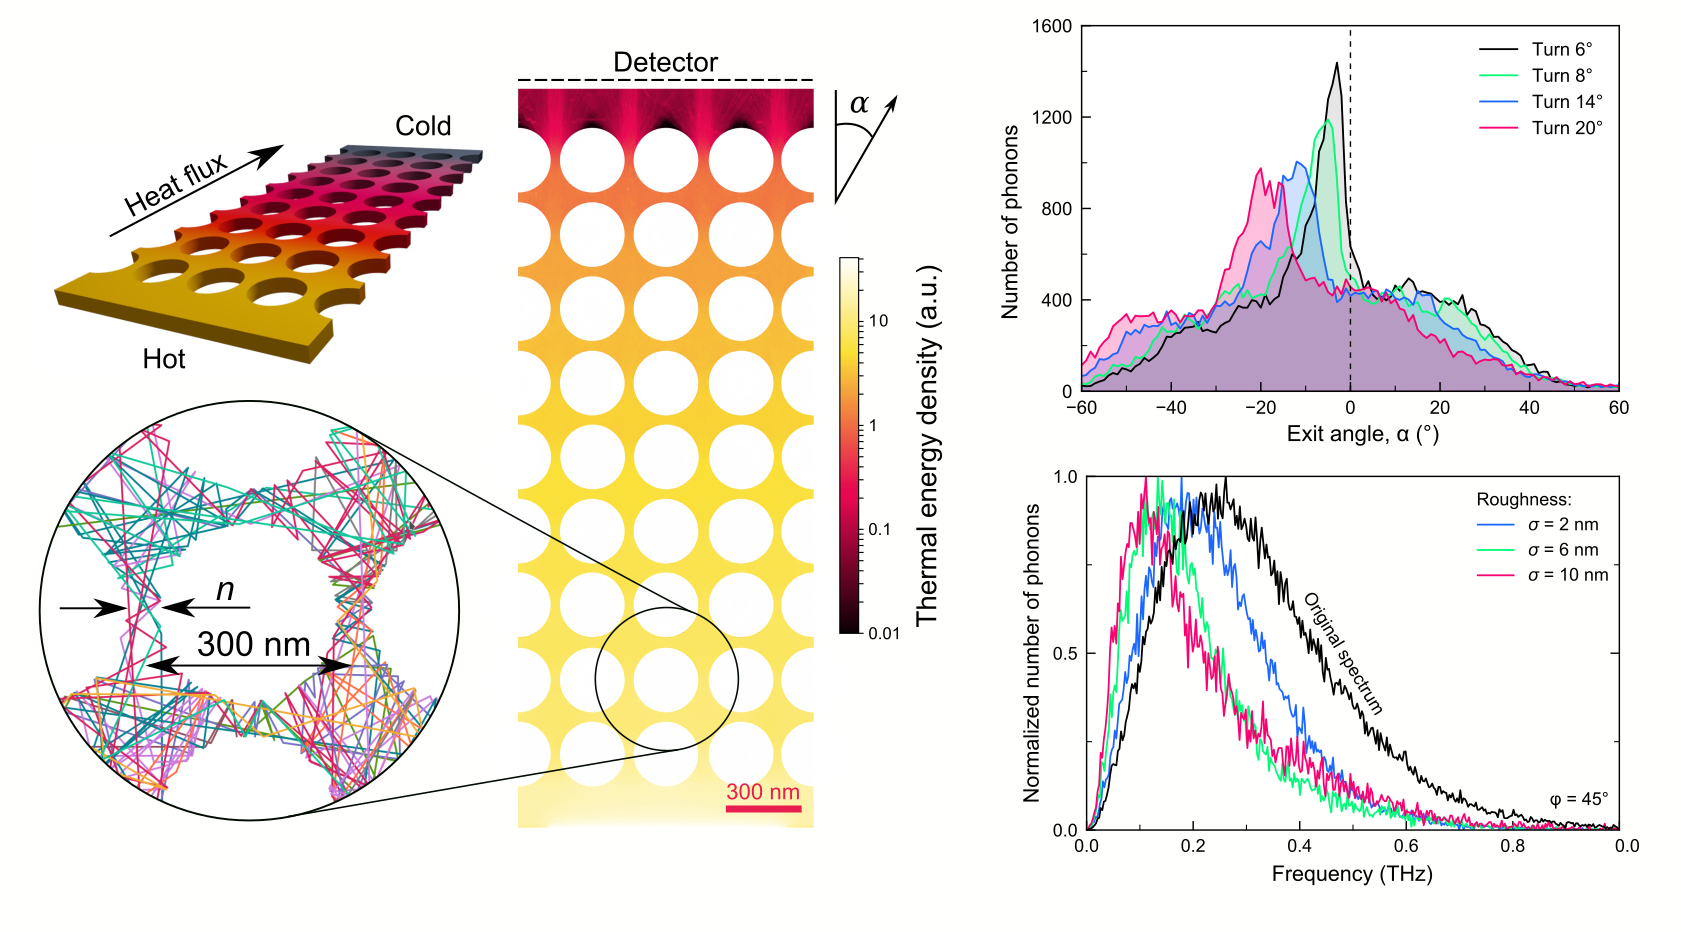 Cold
Heat flux
Hot
n
300 nm
Detector
α
300 nm
10
1
0.1
0.01
Thermal energy density (a.u.)
1600
1200
800
400
0
Number of phonons
Turn 6°
Turn 8°
Turn 14°
Turn 20°
−60
−40
−20
0
20
40
60
Exit angle, α (°)
1.0
0.5
0.0
Normalized number of phonons
Roughness:
σ = 2 nm
σ = 6 nm
σ = 10 nm
Original spectrum
φ = 45°
0.0
0.2
0.4
0.6
0.8
0.0
Frequency (THz)